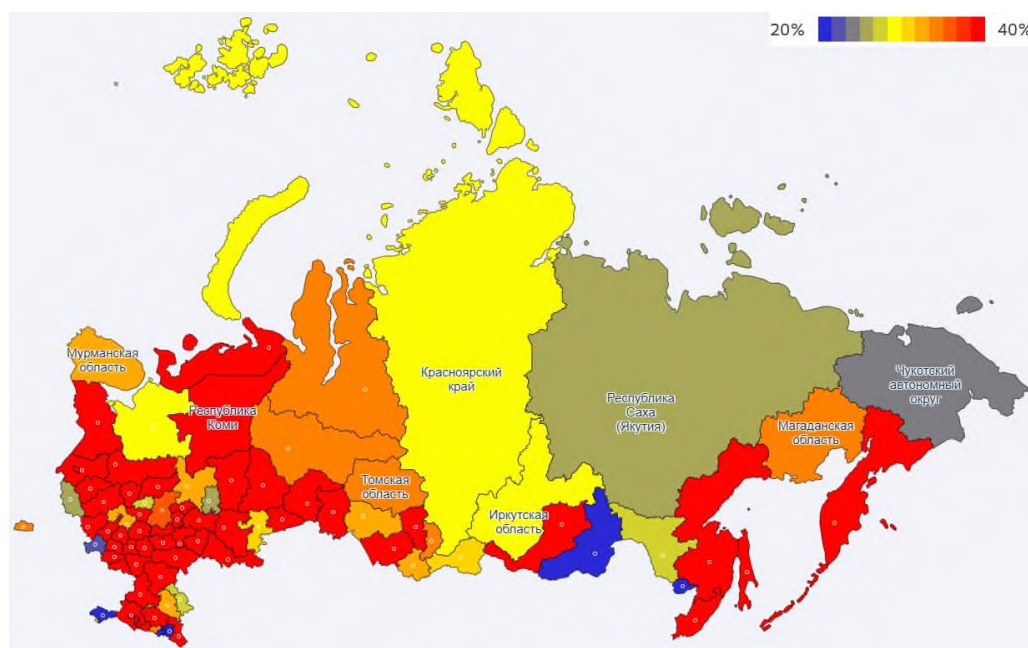 20% 40%
Мурманская
область
Республика
Коми
Красноярский
край
Чукотский
автономный
округ
Республика
Саха
(Якутия)
Магаданская
область
Томская
область
Иркутская
область